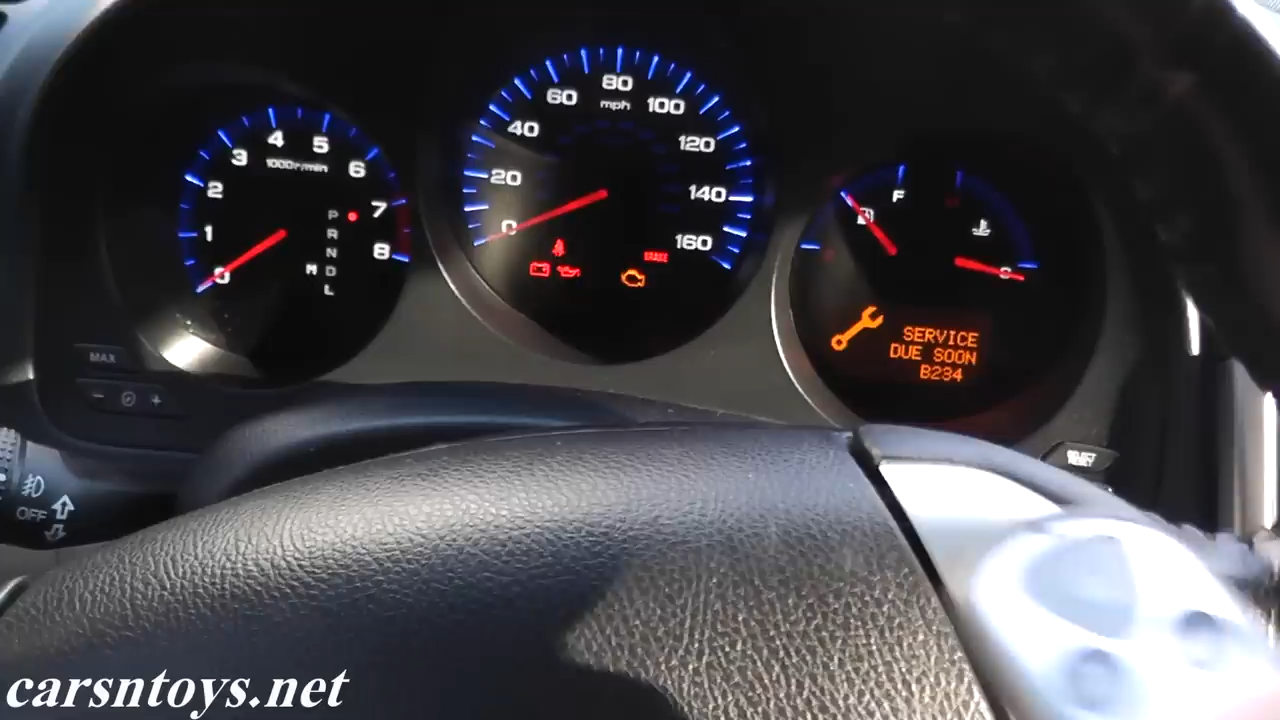 80
60
mph
100
40
120
20
140
0
160
BRAKE
4
5
3
1000r/min
6
2
7
1
8
0
P
R
N
M D
L
F
C
SERVICE
DUE SOON
B234
MAX
- +
OFF
carsntoys.net